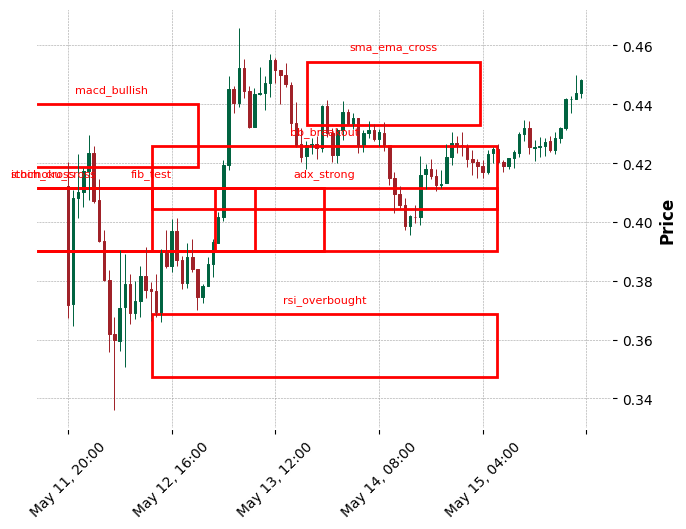 sma_ema_cross
macd_bullish
bb_breakout
fib_test
adx_strong
rsi_overbought
0.46
0.44
0.42
0.40
0.38
0.36
0.34
Price
May 11, 20:00
May 12, 16:00
May 13, 12:00
May 14, 08:00
May 15, 04:00